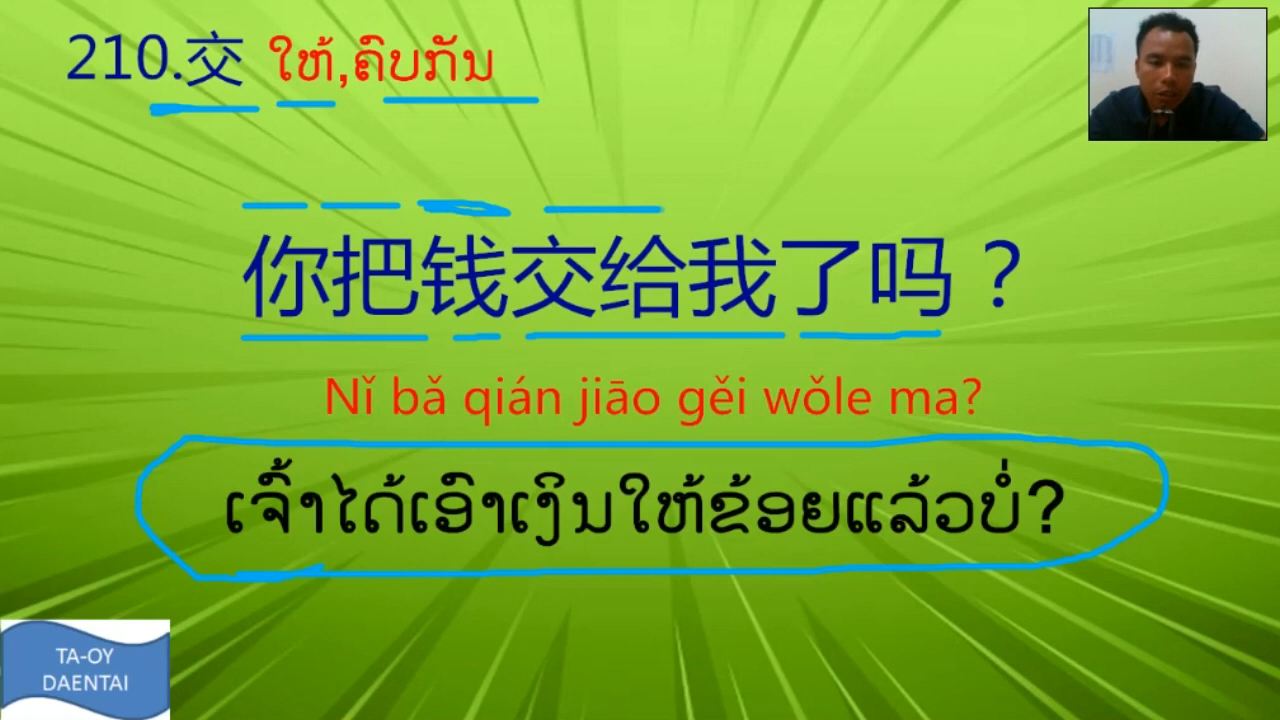 210.交 ໃຫ້,ຄົບກັນ
你把钱交给我了吗？
Nǐ bǎ qián jiāo gěi wǒle ma?
ເຈົ້າໄດ້ເອົາເງິນໃຫ້ຂ້ອຍແລ້ວບໍ່?
TA-OY
DAENTAI